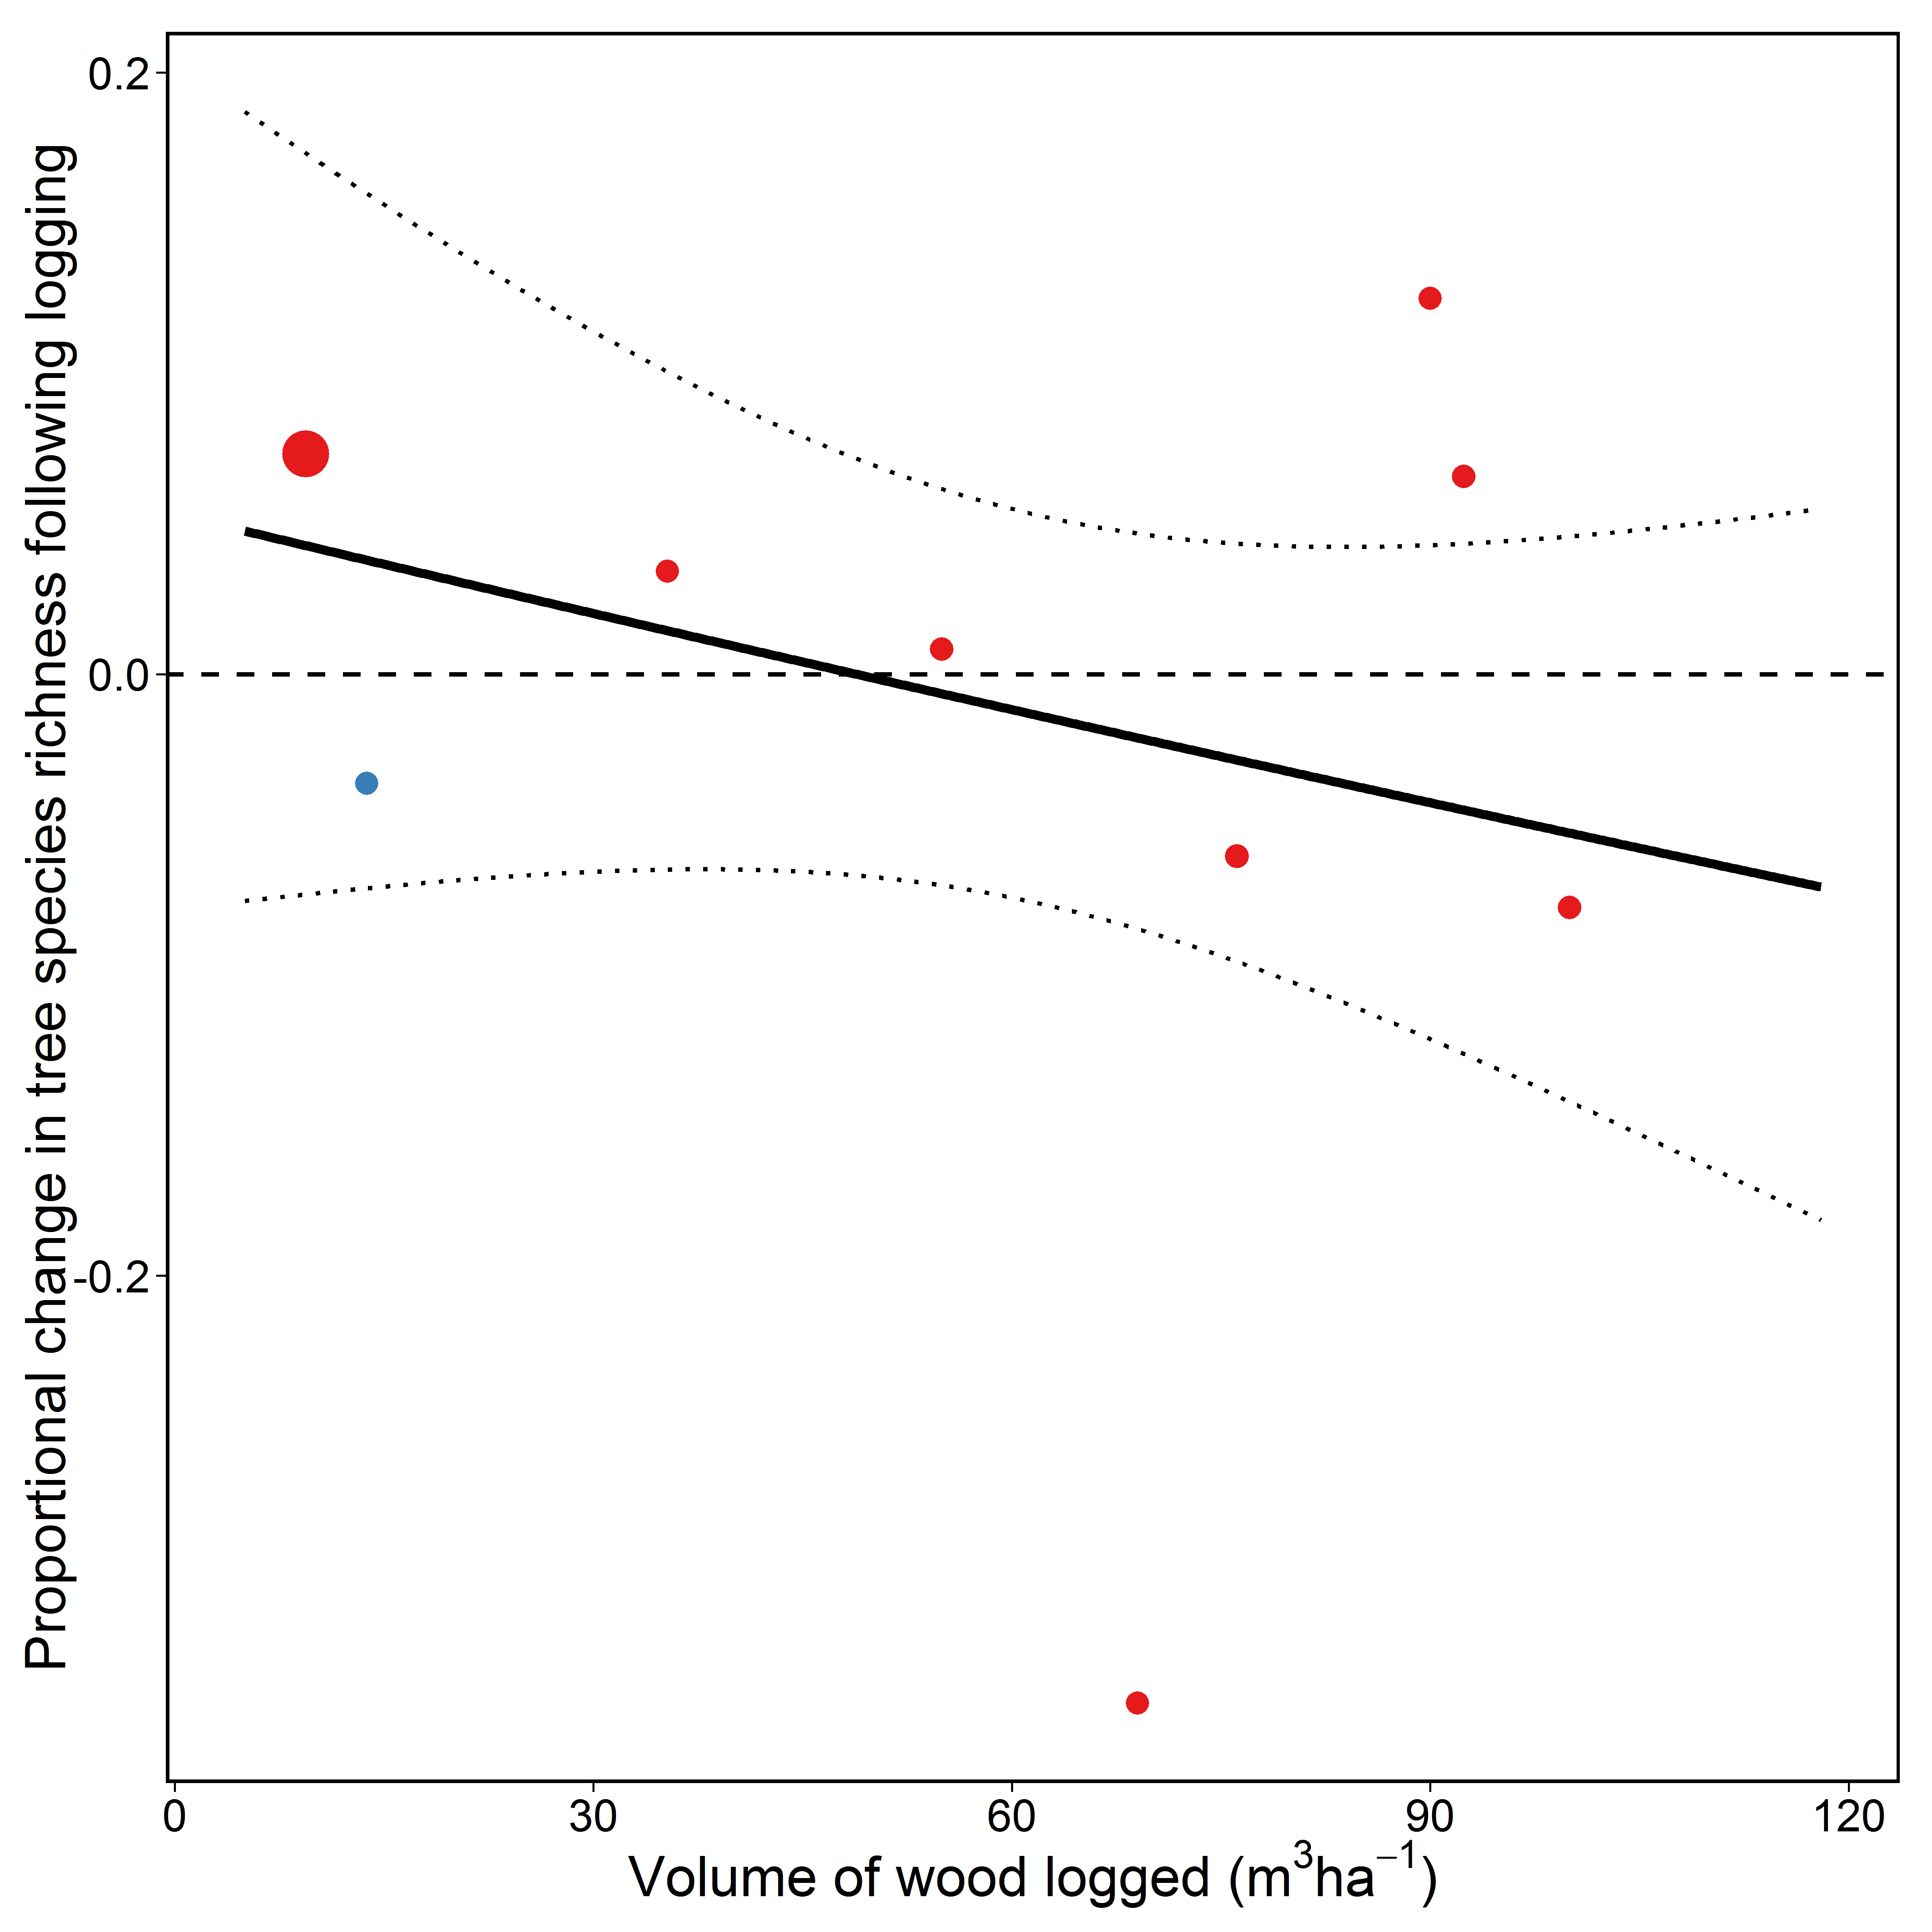 Proportional change in tree species richness following logging
0.2
0.0
-0.2
0 30 60 90 120
Volume of wood logged (m³ha⁻¹)